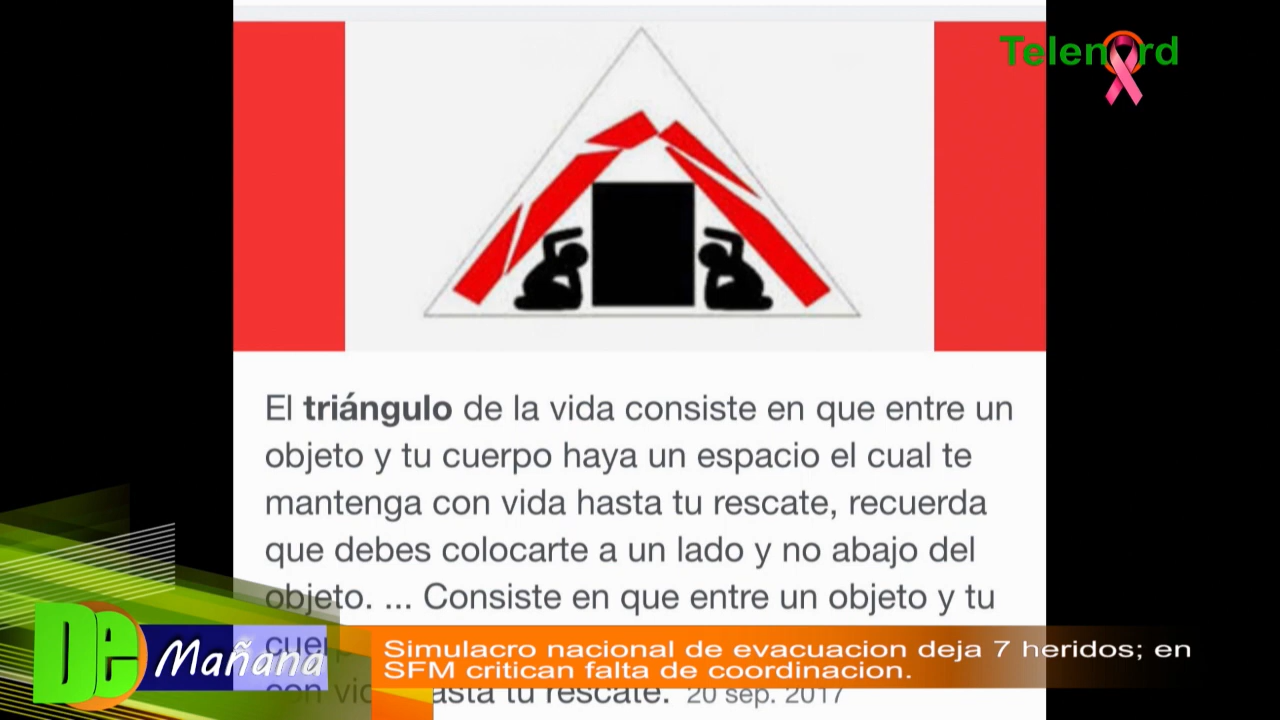 Telenord
El triángulo de la vida consiste en que entre un
objeto y tu cuerpo haya un espacio el cual te
mantenga con vida hasta tu rescate, recuerda
que debes colocarte a un lado y no abajo del
objeto. ... Consiste en que entre un objeto y tu
De Mañana
Simulacro nacional de evacuacion deja 7 heridos; en
SFM critican falta de coordinacion.
con vi asta tu rescate. 20 sep. 2017